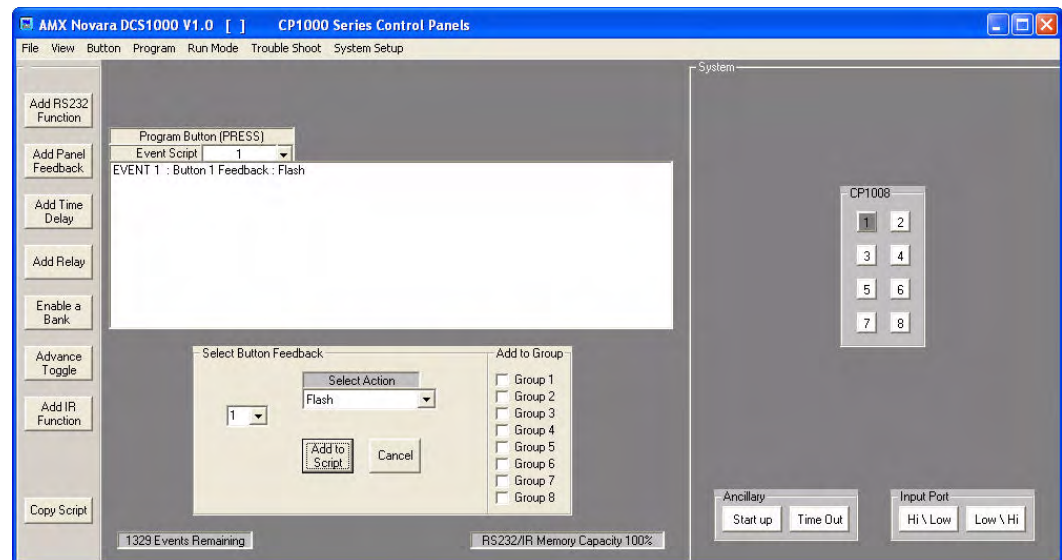 AMX Novara DCS1000 V1.0 [ ] CP1000 Series Control Panels
File View Button Program Run Mode Trouble Shoot System Setup
Add RS232
Function
Add Panel
Feedback
Add Time
Delay
Add Relay
Enable a
Bank
Advance
Toggle
Add IR
Function
Copy Script
Program Button (PRESS)
Event Script 1
EVENT 1 : Button 1 Feedback : Flash
Select Button Feedback
1
Select Action
Flash
Add to
Script
Cancel
Add to Group
Group 1
Group 2
Group 3
Group 4
Group 5
Group 6
Group 7
Group 8
1329 Events Remaining
RS232/IR Memory Capacity 100%
System
CP1008
1 2
3 4
5 6
7 8
Ancillary
Start up Time Out
Input Port
Hi \ Low Low \ Hi